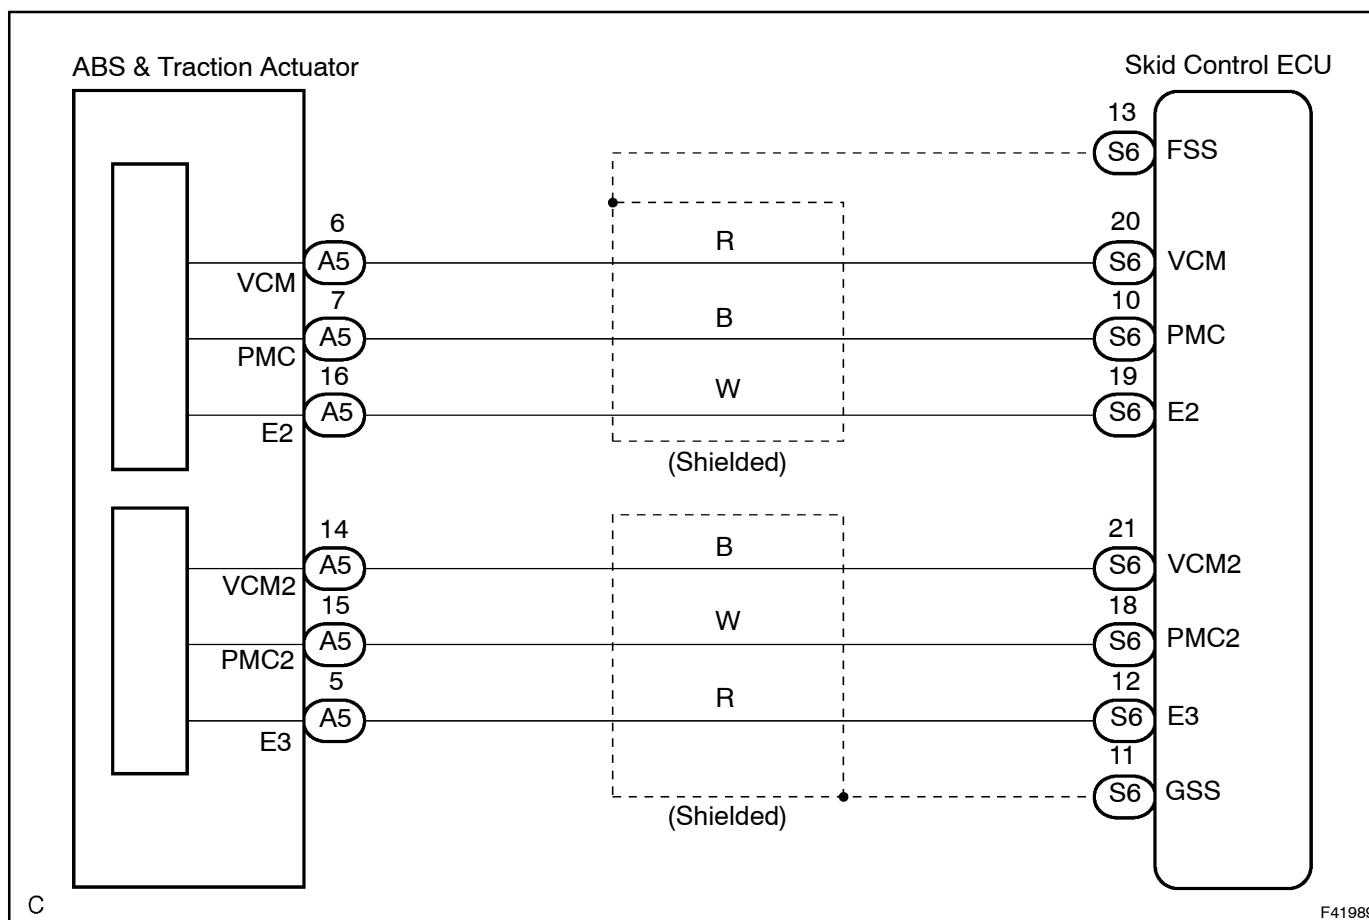 ABS & Traction Actuator
Skid Control ECU
13
S6 FSS
6
R
20
VCM A5
S6 VCM
7
B
10
PMC A5
S6 PMC
16
W
19
E2 A5
S6 E2
(Shielded)
14
B
21
VCM2 A5
S6 VCM2
15
W
18
PMC2 A5
S6 PMC2
5
R
12
E3 A5
S6 E3
11
S6 GSS
(Shielded)
C
F41989